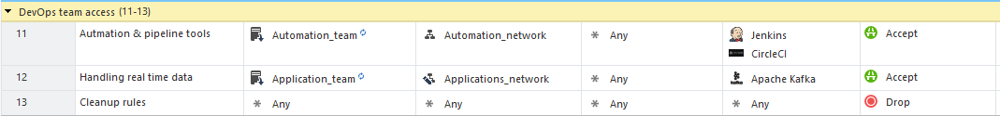 DevOps team access (11-13)
11 Autmation & pipeline tools Automation_team Automation_network Any Jenkins Accept
CircleCI
12 Handling real time data Application_team Applications_network Any Apache Kafka Accept
13 Cleanup rules Any Any Any Any Drop